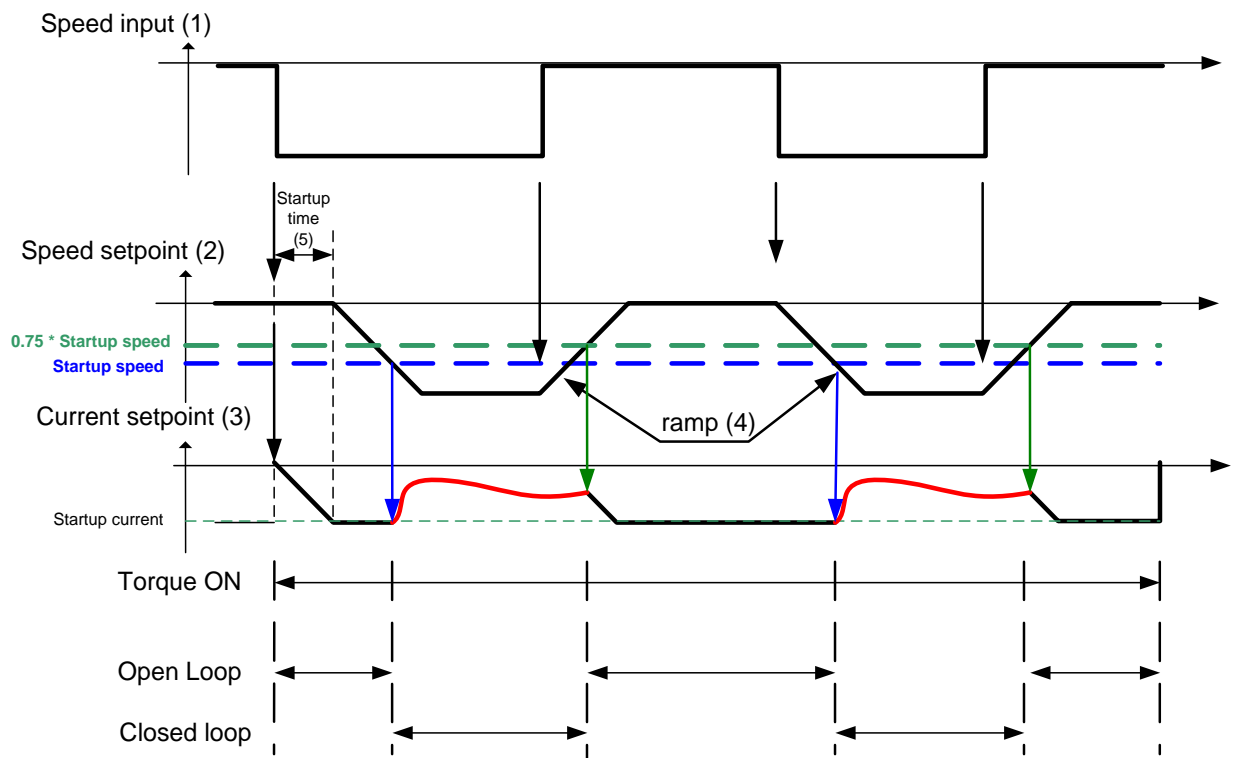 Speed input (1)
Startup
time
(5)
Speed setpoint (2)
0.75 * Startup speed
Startup speed
Current setpoint (3)
ramp (4)
Startup current
Torque ON
Open Loop
Closed loop